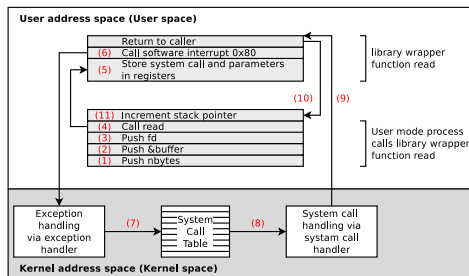 User address space (User space)
Return to caller
(6) Call software interrupt 0x80
(5) Store system call and parameters
in registers
library wrapper
function read
(10)
(9)
(11) Increment stack pointer
(4) Call read
(3) Push fd
(2) Push &buffer
(1) Push nbytes
User mode process
calls library wrapper
function read
Exception
handling
via exception
handler
(7)
System
Call
Table
(8)
System call
handling via
systam call
handler
Kernel address space (Kernel space)